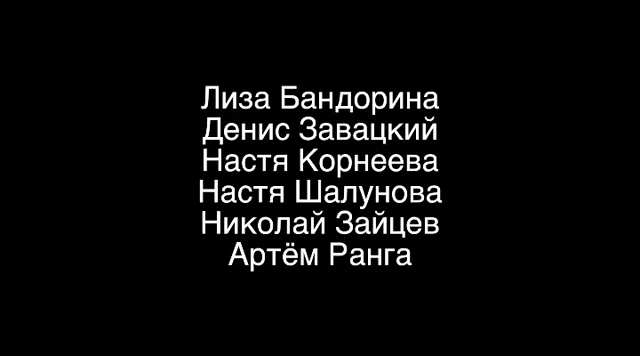 Лиза Бандорина
Денис Завацкий
Настя Корнеева
Настя Шалунова
Николай Зайцев
Артём Ранга